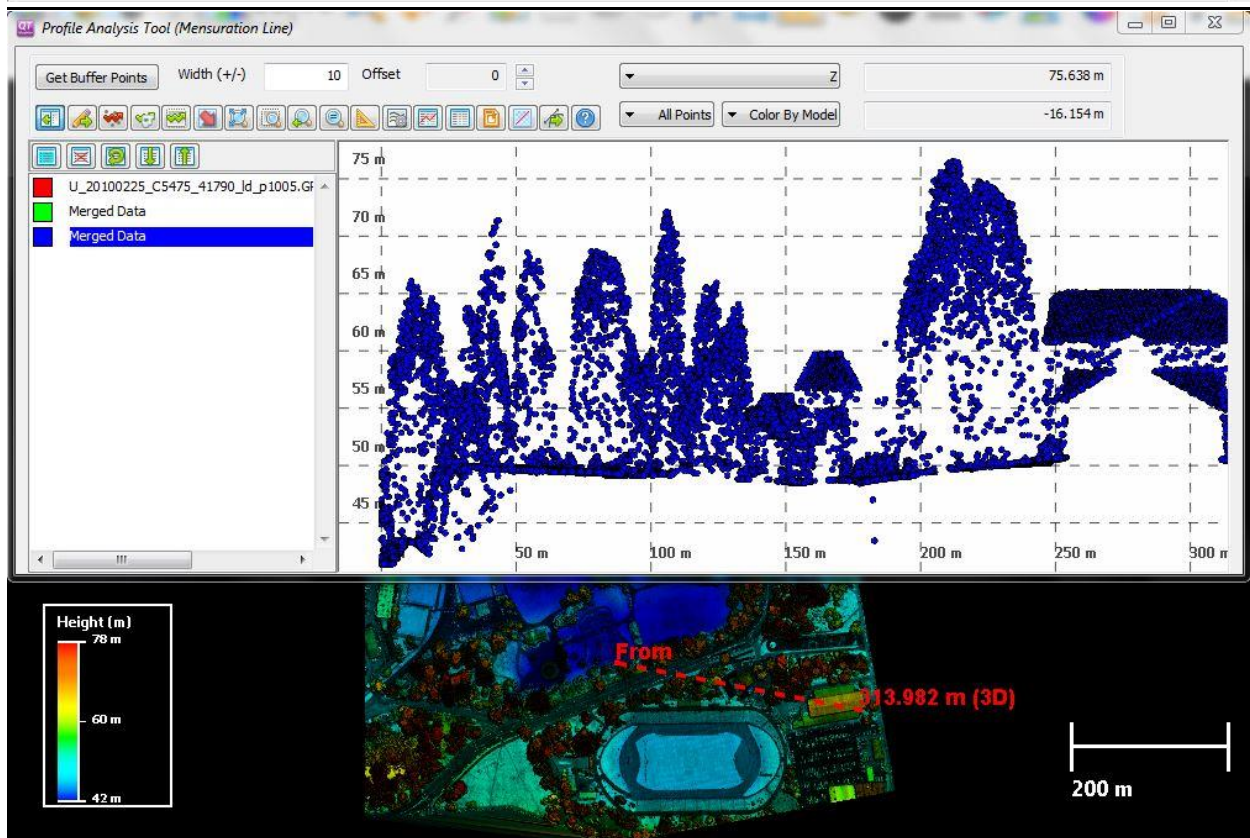 QT Profile Analysis Tool (Mensuration Line)
Get Buffer Points Width (+/-) 10 Offset 0 Z 75.638 m
All Points Color By Model -16.154 m
U_20100225_C5475_41790_ld_p1005.GF
Merged Data
Merged Data
75 m
70 m
65 m
60 m
55 m
50 m
45 m
50 m 100 m 150 m 200 m 250 m 300 m
Height (m)
78 m
60 m
42 m
From
313.982 m (3D)
200 m